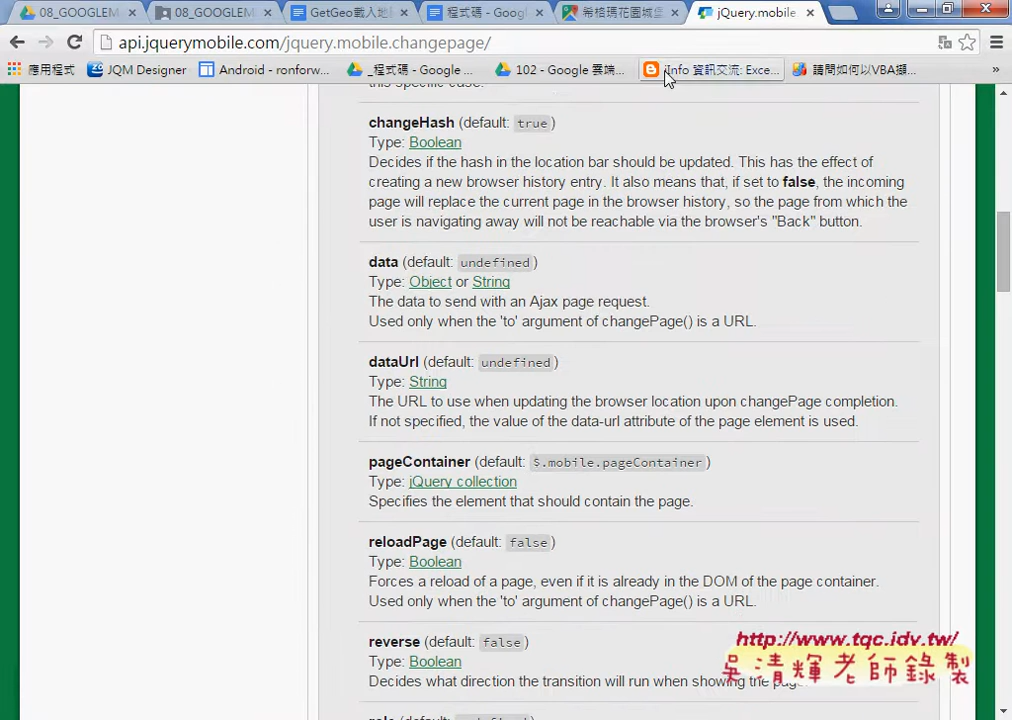 08_GOOGLEM
08_GOOGLEM
GetGeo載入地
程式碼 - Googl
希格瑪花園城堡
jQuery.mobile.
api.jquerymobile.com/jquery.mobile.changepage/
應用程式
JQM Designer
Android - ronforw...
_程式碼 - Google ...
102 - Google 雲端...
iInfo 資訊交流: Exce...
請問如何以VBA擷...
»
this specific case.
changeHash (default: true)
Type: Boolean
Decides if the hash in the location bar should be updated. This has the effect of
creating a new browser history entry. It also means that, if set to false, the incoming
page will replace the current page in the browser history, so the page from which the
user is navigating away will not be reachable via the browser's "Back" button.
data (default: undefined)
Type: Object or String
The data to send with an Ajax page request.
Used only when the 'to' argument of changePage() is a URL.
dataUrl (default: undefined)
Type: String
The URL to use when updating the browser location upon changePage completion.
If not specified, the value of the data-url attribute of the page element is used.
pageContainer (default: $.mobile.pageContainer)
Type: jQuery collection
Specifies the element that should contain the page.
reloadPage (default: false)
Type: Boolean
Forces a reload of a page, even if it is already in the DOM of the page container.
Used only when the 'to' argument of changePage() is a URL.
reverse (default: false)
Type: Boolean
Decides what direction the transition will run when showing the page.
http://www.tqc.idv.tw/
吳清輝老師錄製